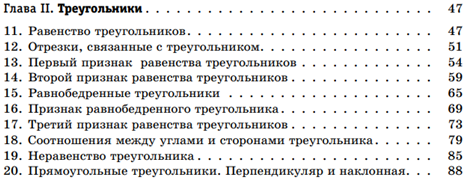 Глава II. Треугольники . . . . . . . . . . . . . . . . . . . . . . . . . . . . . . 47
11. Равенство треугольников . . . . . . . . . . . . . . . . . . . . . . . . 47
12. Отрезки, связанные с треугольником. . . . . . . . . . . . . . . 51
13. Первый признак равенства треугольников . . . . . . . . . . 54
14. Второй признак равенства треугольников . . . . . . . . . . . 59
15. Равнобедренные треугольники . . . . . . . . . . . . . . . . . . . 65
16. Признак равнобедренного треугольника . . . . . . . . . . . . . 69
17. Третий признак равенства треугольников . . . . . . . . . . . 73
18. Соотношения между углами и сторонами треугольника . 79
19. Неравенство треугольника . . . . . . . . . . . . . . . . . . . . . . . 85
20. Прямоугольные треугольники. Перпендикуляр и наклонная. . 88